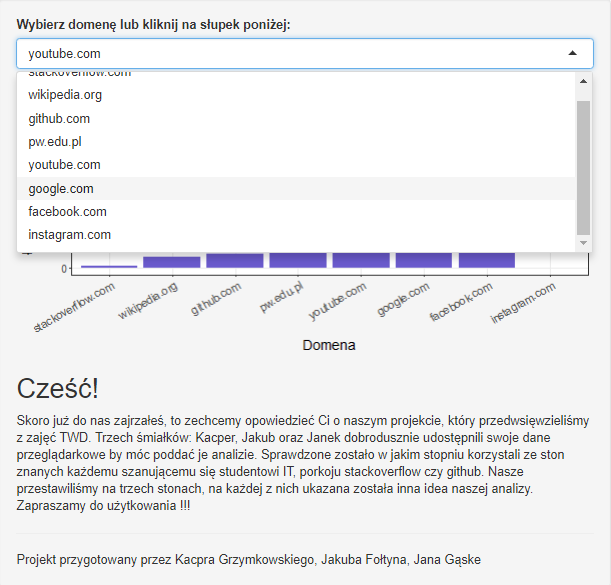 Wybierz domenę lub kliknij na słupek poniżej:
youtube.com
stackoverflow.com
wikipedia.org
github.com
pw.edu.pl
youtube.com
google.com
facebook.com
instagram.com
0
stackoverflow.com
wikipedia.org
github.com
pw.edu.pl
youtube.com
google.com
facebook.com
instagram.com
Domena
Cześć!
Skoro już do nas zajrzałeś, to zechcemy opowiedzieć Ci o naszym projekcie, który przedwsięwzieliśmy
z zajęć TWD. Trzech śmiałków: Kacper, Jakub oraz Janek dobrodusznie udostępnili swoje dane
przeglądarkowe by móc poddać je analizie. Sprawdzone zostało w jakim stopniu korzystali ze ston
znanych każdemu szanującemu się studentowi IT, porkoju stackoverflow czy github. Nasze
przestawiliśmy na trzech stonach, na każdej z nich ukazana została inna idea naszej analizy.
Zapraszamy do użytkowania !!!
Projekt przygotowany przez Kacpra Grzymkowskiego, Jakuba Fołtyna, Jana Gąske